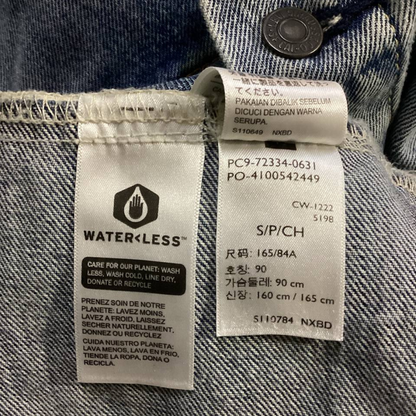 WATER<LESS™
CARE FOR OUR PLANET: WASH
LESS, WASH COLD, LINE DRY,
DONATE OR RECYCLE
PRENEZ SOIN DE NOTRE
PLANETE: LAVEZ MOINS,
LAVEZ A FROID, LAISSEZ
SECHER NATURELLEMENT,
DONNEZ OU RECYCLEZ.
CUIDA NUESTRO PLANETA:
LAVA MENOS, LAVA EN FRIO,
TIENDE LA ROPA, DONA O
RECICLA.
てください。
PAKAIAN DIBALIK SEBELUM
DICUCI DENGAN WARNA
SERUPA.
S110649 NXBD
PC9-72334-0631
PO-4100542449
CW-1222
5198
S/P/CH
尺码: 165/84A
호칭: 90
가슴둘레: 90 cm
신장: 160 cm / 165 cm
S110784 NXBD